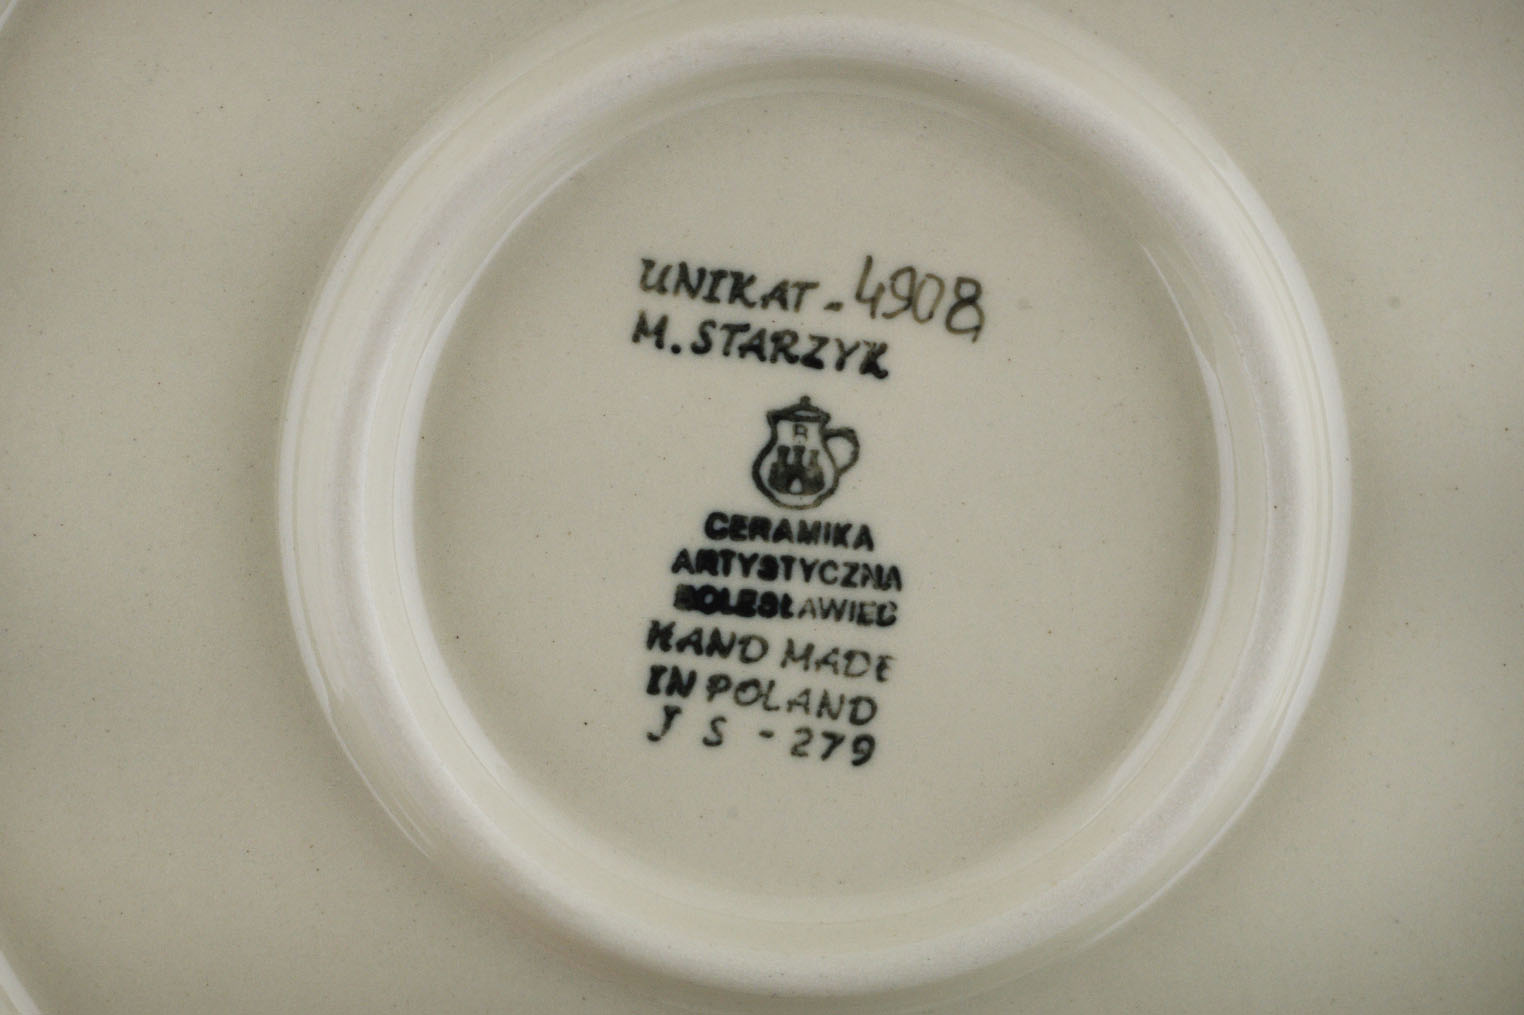 UNIKAT - 4908
M. STARZYK
B
CERAMIKA
ARTYSTYCZNA
BOLESŁAWIEC
HAND MADE
IN POLAND
J S - 279